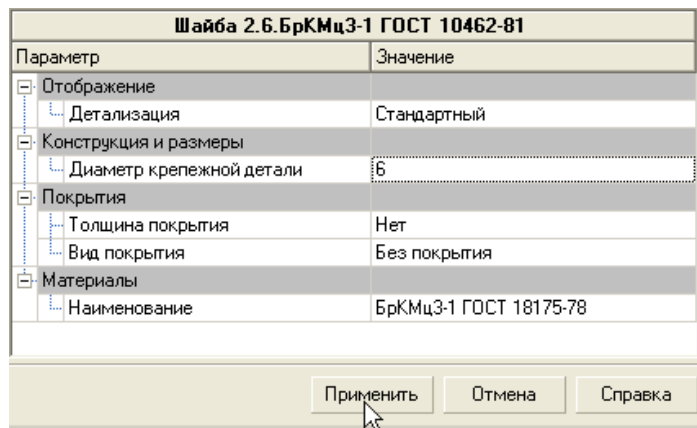 Шайба 2.6.БрКМц3-1 ГОСТ 10462-81
Параметр Значение
Отображение
Детализация Стандартный
Конструкция и размеры
Диаметр крепежной детали 6
Покрытия
Толщина покрытия Нет
Вид покрытия Без покрытия
Материалы
Наименование БрКМц3-1 ГОСТ 18175-78
Применить Отмена Справка